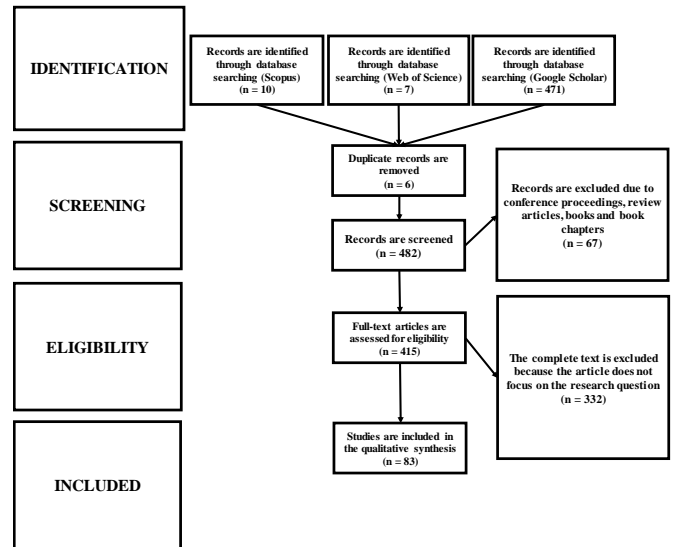 IDENTIFICATION
Records are identified
through database
searching (Scopus)
(n = 10)
Records are identified
through database
searching (Web of Science)
(n = 7)
Records are identified
through database
searching (Google Scholar)
(n = 471)
SCREENING
Duplicate records are
removed
(n = 6)
Records are screened
(n = 482)
Records are excluded due to
conference proceedings, review
articles, books and book
chapters
(n = 67)
ELIGIBILITY
Full-text articles are
assessed for eligibility
(n = 415)
The complete text is excluded
because the article does not
focus on the research question
(n = 332)
INCLUDED
Studies are included in
the qualitative synthesis
(n = 83)